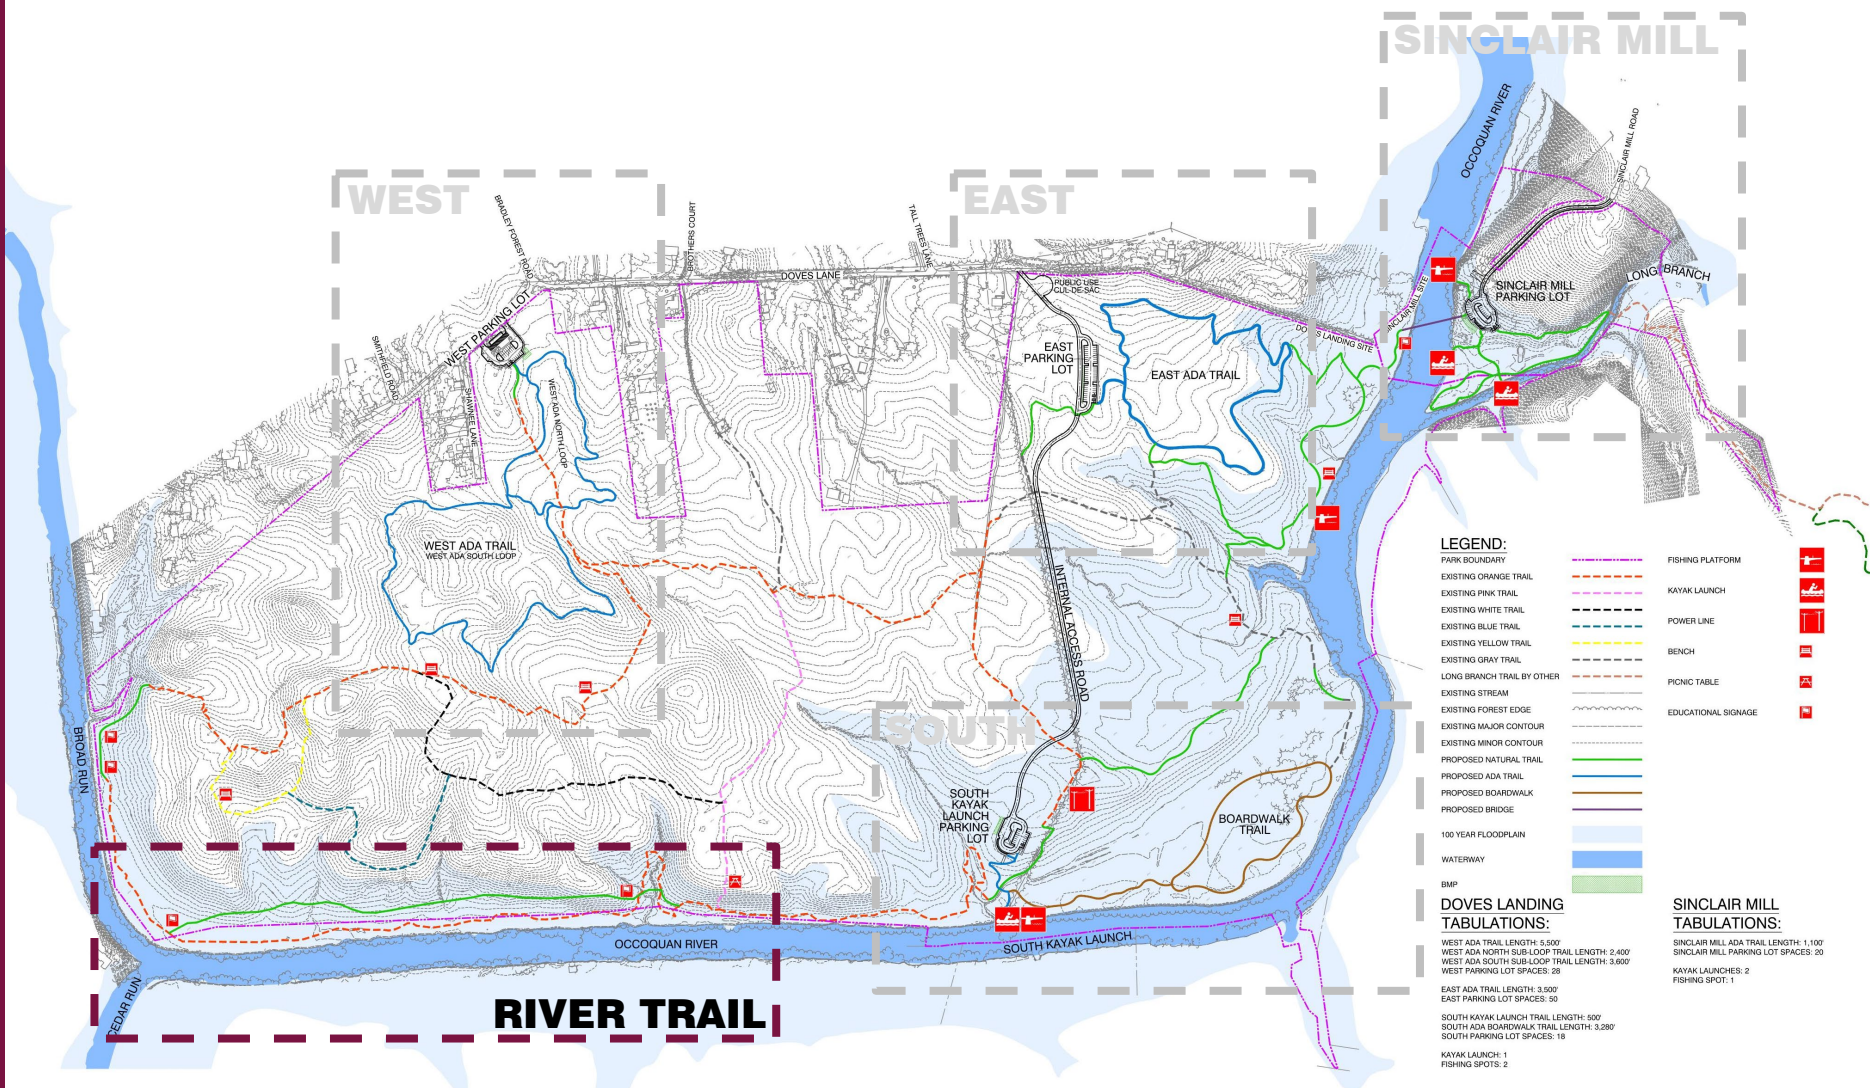 SINCLAIR MILL
WEST
EAST
OCCOQUAN RIVER
SINCLAIR MILL ROAD
BRADLEY FOREST ROAD
BROTHERS COURT
TALL TREES LANE
DOVES LANE
PUBLIC USE
CUL-DE-SAC
LONG BRANCH
SINCLAIR MILL
PARKING LOT
SINCLAIR MILL SITE
DOVES LANDING SITE
WEST PARKING LOT
SMITHFIELD ROAD
SHAWNEE LANE
WEST ADA NORTH LOOP
EAST
PARKING
LOT
EAST ADA TRAIL
WEST ADA TRAIL
WEST ADA SOUTH LOOP
INTERNAL ACCESS ROAD
BROAD RUN
SOUTH
SOUTH
KAYAK
LAUNCH
PARKING
LOT
BOARDWALK
TRAIL
OCCOQUAN RIVER
SOUTH KAYAK LAUNCH
CEDAR RUN
RIVER TRAIL
LEGEND:
PARK BOUNDARY
EXISTING ORANGE TRAIL
EXISTING PINK TRAIL
EXISTING WHITE TRAIL
EXISTING BLUE TRAIL
EXISTING YELLOW TRAIL
EXISTING GRAY TRAIL
LONG BRANCH TRAIL BY OTHER
EXISTING STREAM
EXISTING FOREST EDGE
EXISTING MAJOR CONTOUR
EXISTING MINOR CONTOUR
PROPOSED NATURAL TRAIL
PROPOSED ADA TRAIL
PROPOSED BOARDWALK
PROPOSED BRIDGE
100 YEAR FLOODPLAIN
WATERWAY
BMP
FISHING PLATFORM
KAYAK LAUNCH
POWER LINE
BENCH
PICNIC TABLE
EDUCATIONAL SIGNAGE
DOVES LANDING
TABULATIONS:
WEST ADA TRAIL LENGTH: 5,500'
WEST ADA NORTH SUB-LOOP TRAIL LENGTH: 2,400'
WEST ADA SOUTH SUB-LOOP TRAIL LENGTH: 3,600'
WEST PARKING LOT SPACES: 28
EAST ADA TRAIL LENGTH: 3,500'
EAST PARKING LOT SPACES: 50
SOUTH KAYAK LAUNCH TRAIL LENGTH: 500'
SOUTH ADA BOARDWALK TRAIL LENGTH: 3,280'
SOUTH PARKING LOT SPACES: 18
KAYAK LAUNCH: 1
FISHING SPOTS: 2
SINCLAIR MILL
TABULATIONS:
SINCLAIR MILL ADA TRAIL LENGTH: 1,100'
SINCLAIR MILL PARKING LOT SPACES: 20
KAYAK LAUNCHES: 2
FISHING SPOT: 1